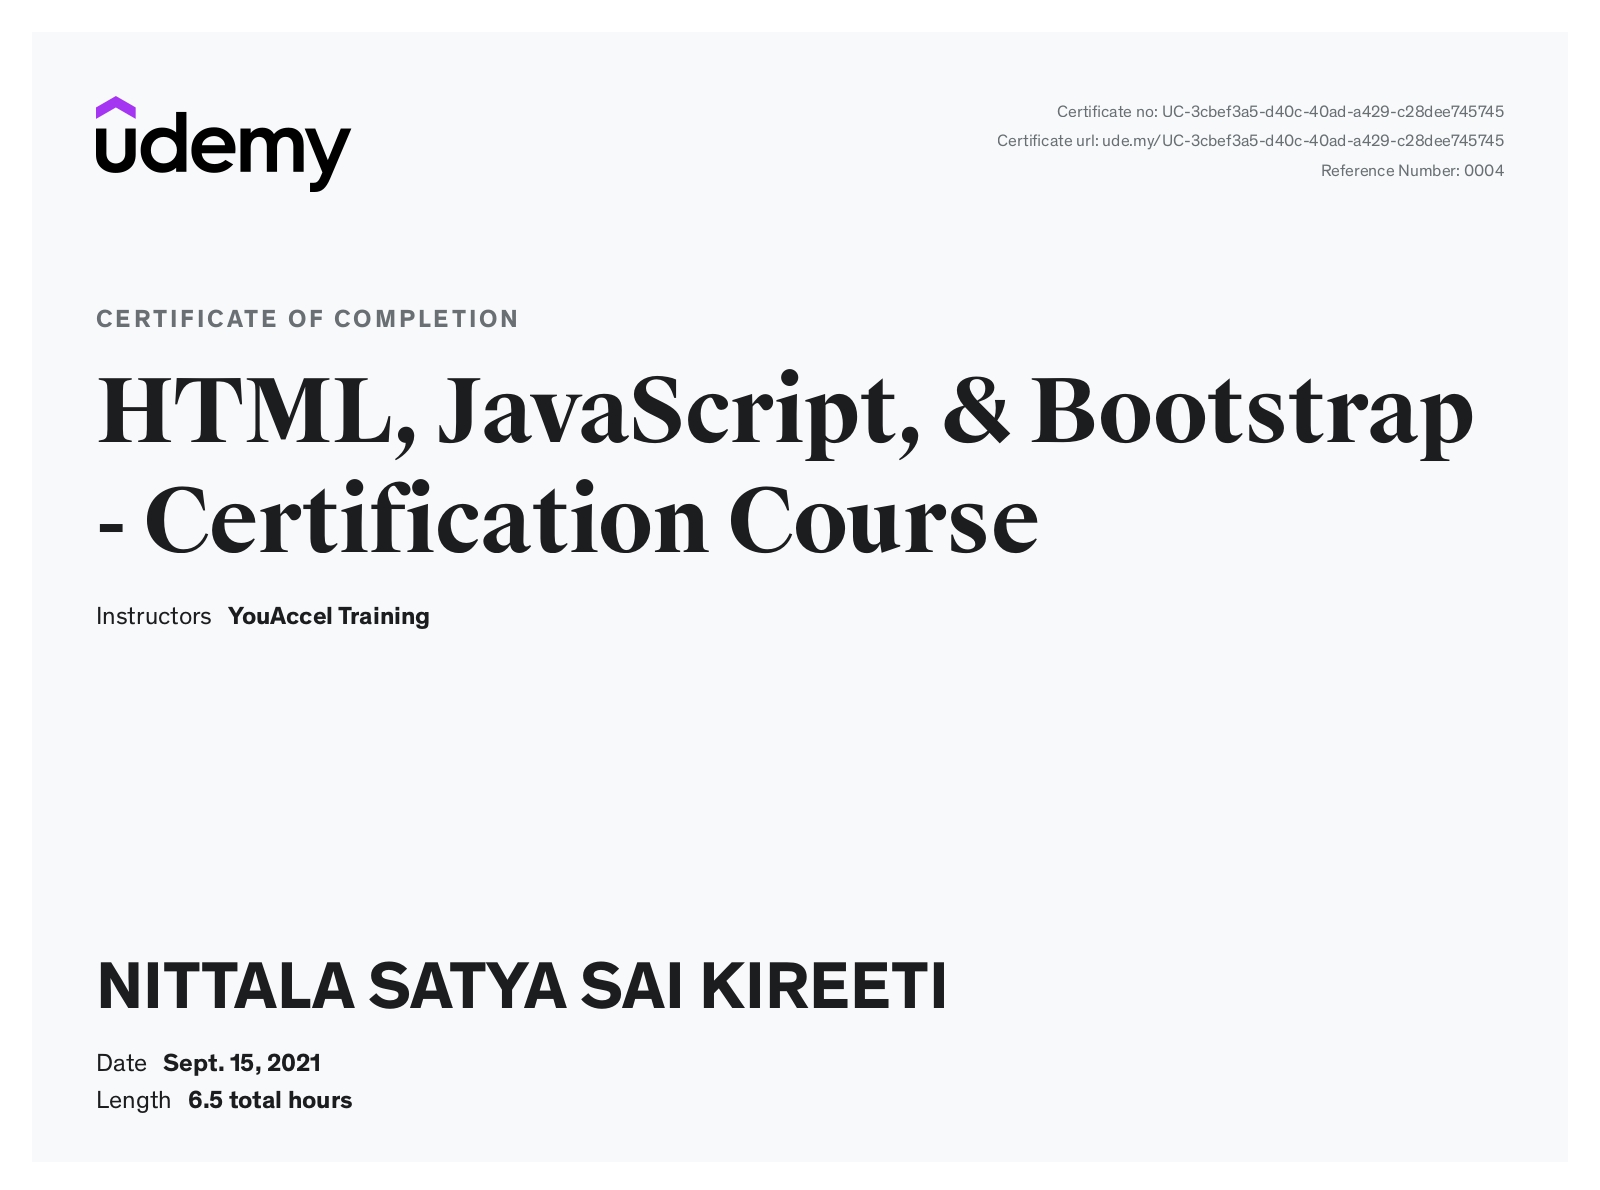 udemy
Certificate no: UC-3cbef3a5-d40c-40ad-a429-c28dee745745
Certificate url: ude.my/UC-3cbef3a5-d40c-40ad-a429-c28dee745745
Reference Number: 0004
CERTIFICATE OF COMPLETION
HTML, JavaScript, & Bootstrap
- Certification Course
Instructors YouAccel Training
NITTALA SATYA SAI KIREETI
Date Sept. 15, 2021
Length 6.5 total hours